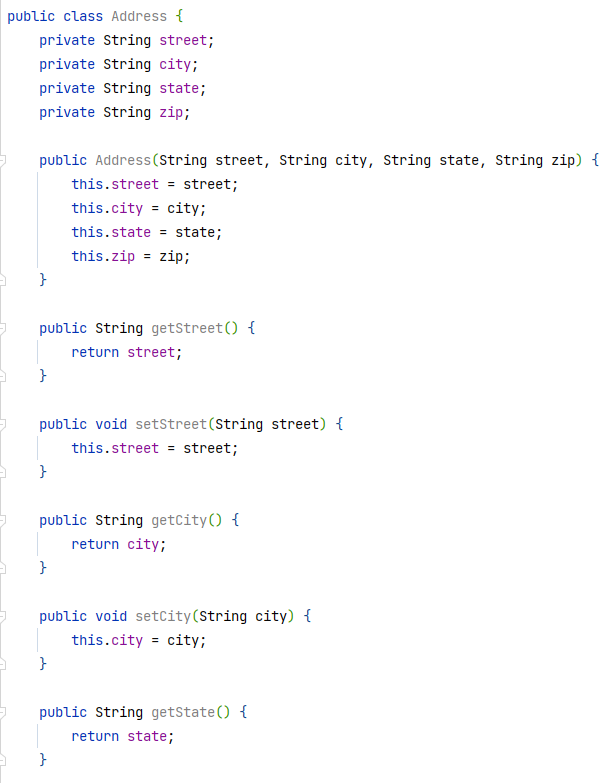 public class Address {
    private String street;
    private String city;
    private String state;
    private String zip;

    public Address(String street, String city, String state, String zip) {
        this.street = street;
        this.city = city;
        this.state = state;
        this.zip = zip;
    }

    public String getStreet() {
        return street;
    }

    public void setStreet(String street) {
        this.street = street;
    }

    public String getCity() {
        return city;
    }

    public void setCity(String city) {
        this.city = city;
    }

    public String getState() {
        return state;
    }